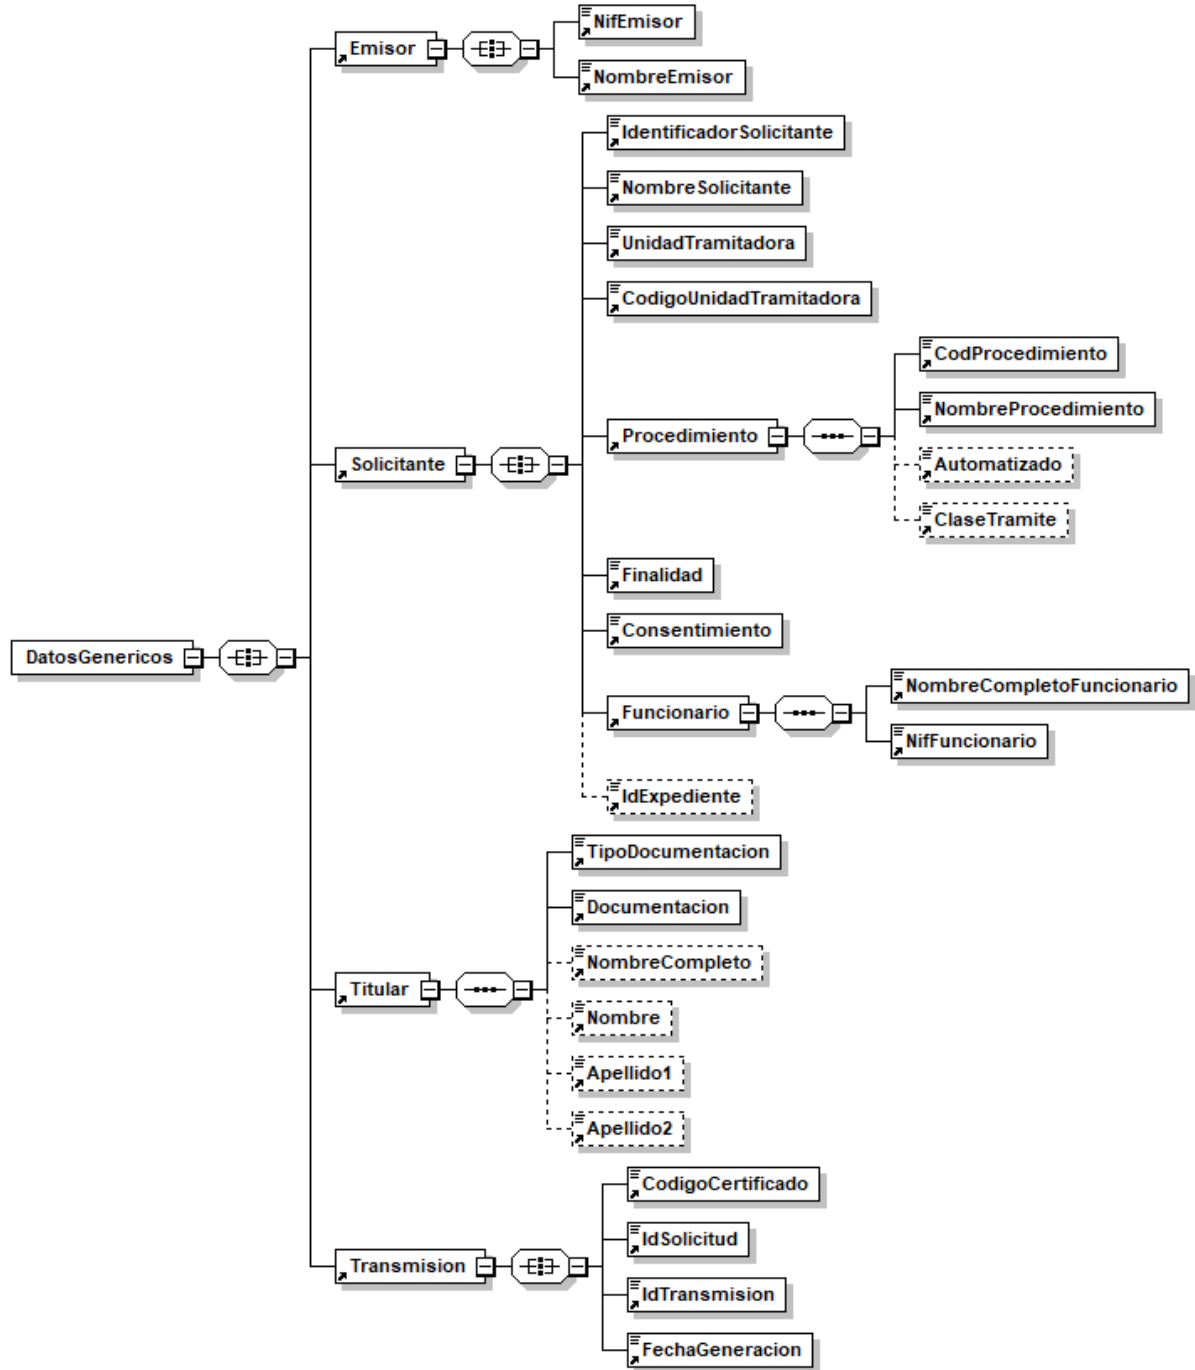 DatosGenericos
Emisor
NifEmisor
NombreEmisor
Solicitante
IdentificadorSolicitante
NombreSolicitante
UnidadTramitadora
CodigoUnidadTramitadora
Procedimiento
CodProcedimiento
NombreProcedimiento
Automatizado
ClaseTramite
Finalidad
Consentimiento
Funcionario
NombreCompletoFuncionario
NifFuncionario
IdExpediente
Titular
TipoDocumentacion
Documentacion
NombreCompleto
Nombre
Apellido1
Apellido2
Transmision
CodigoCertificado
IdSolicitud
IdTransmision
FechaGeneracion